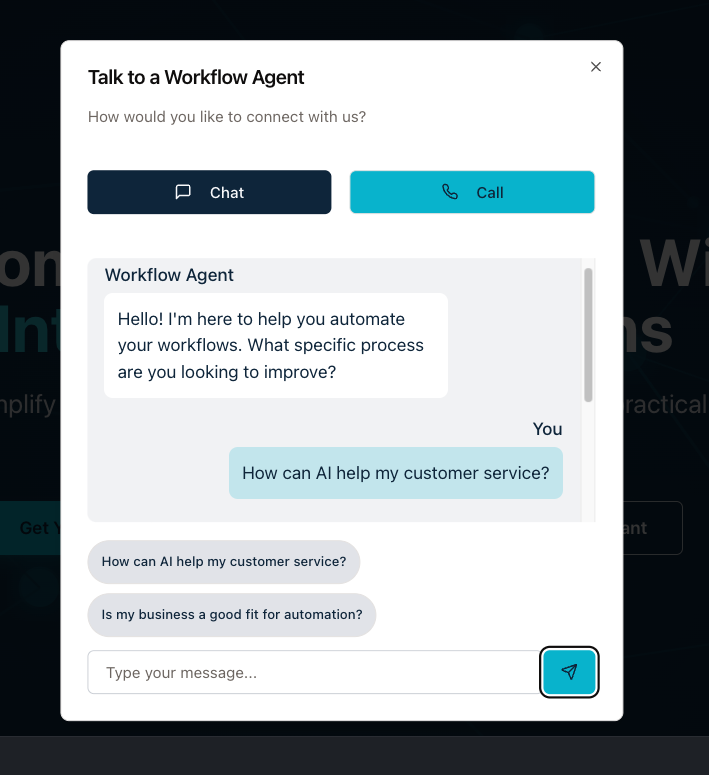 Talk to a Workflow Agent
How would you like to connect with us?
Chat
Call
Workflow Agent
Hello! I'm here to help you automate
your workflows. What specific process
are you looking to improve?
You
How can AI help my customer service?
How can AI help my customer service?
Is my business a good fit for automation?
Type your message...
Get
ractical